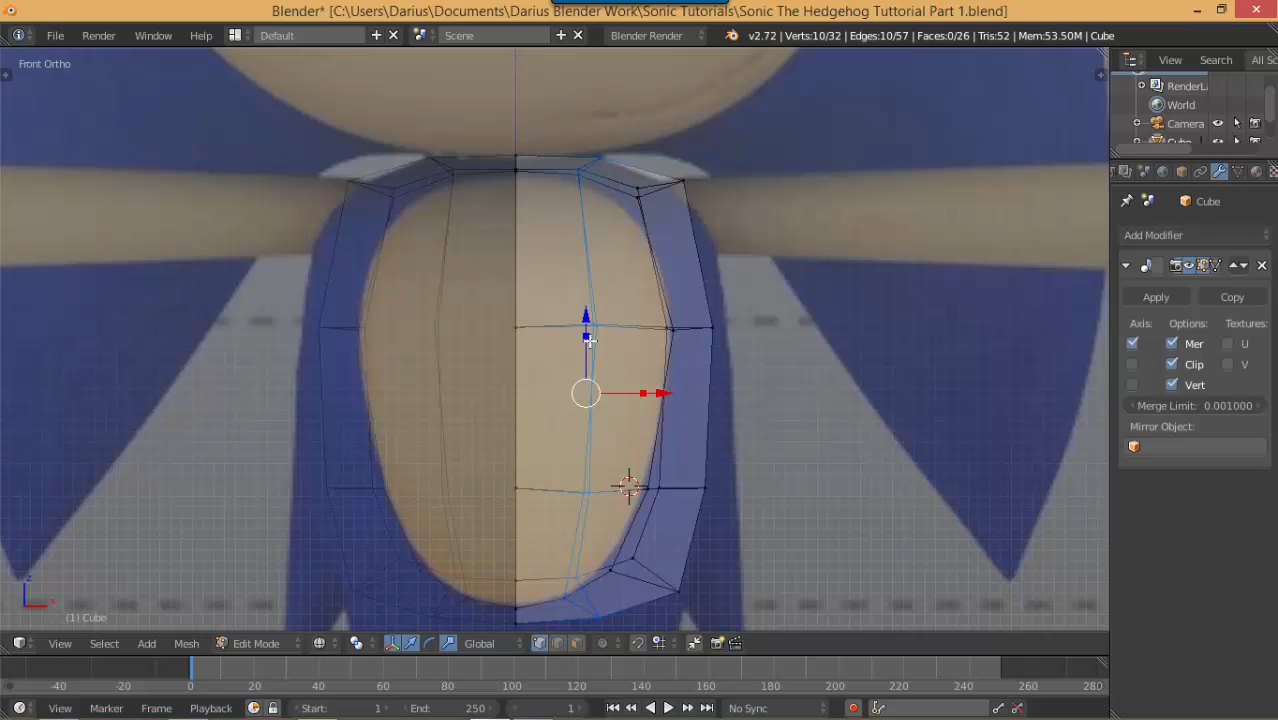 Blender* [C:\Users\Darius\Documents\Darius Blender Work\Sonic Tutorials\Sonic The Hedgehog Tuttorial Part 1.blend]
File Render Window Help Default Scene Blender Render v2.72 | Verts:10/32 | Edges:10/57 | Faces:0/26 | Tris:52 | Mem:53.50M | Cube
Front Ortho
View Search All Sc
RenderL
World
Camera
Cube
Add Modifier
Apply Copy
Axis: Options: Textures:
Mer U
Clip V
Vert
Merge Limit: 0.001000
Mirror Object:
z
x
(1) Cube
View Select Add Mesh Edit Mode Global
-40 -20 0 20 40 60 80 100 120 140 160 180 200 220 240 260 280
View Marker Frame Playback Start: 1 End: 250 1 No Sync